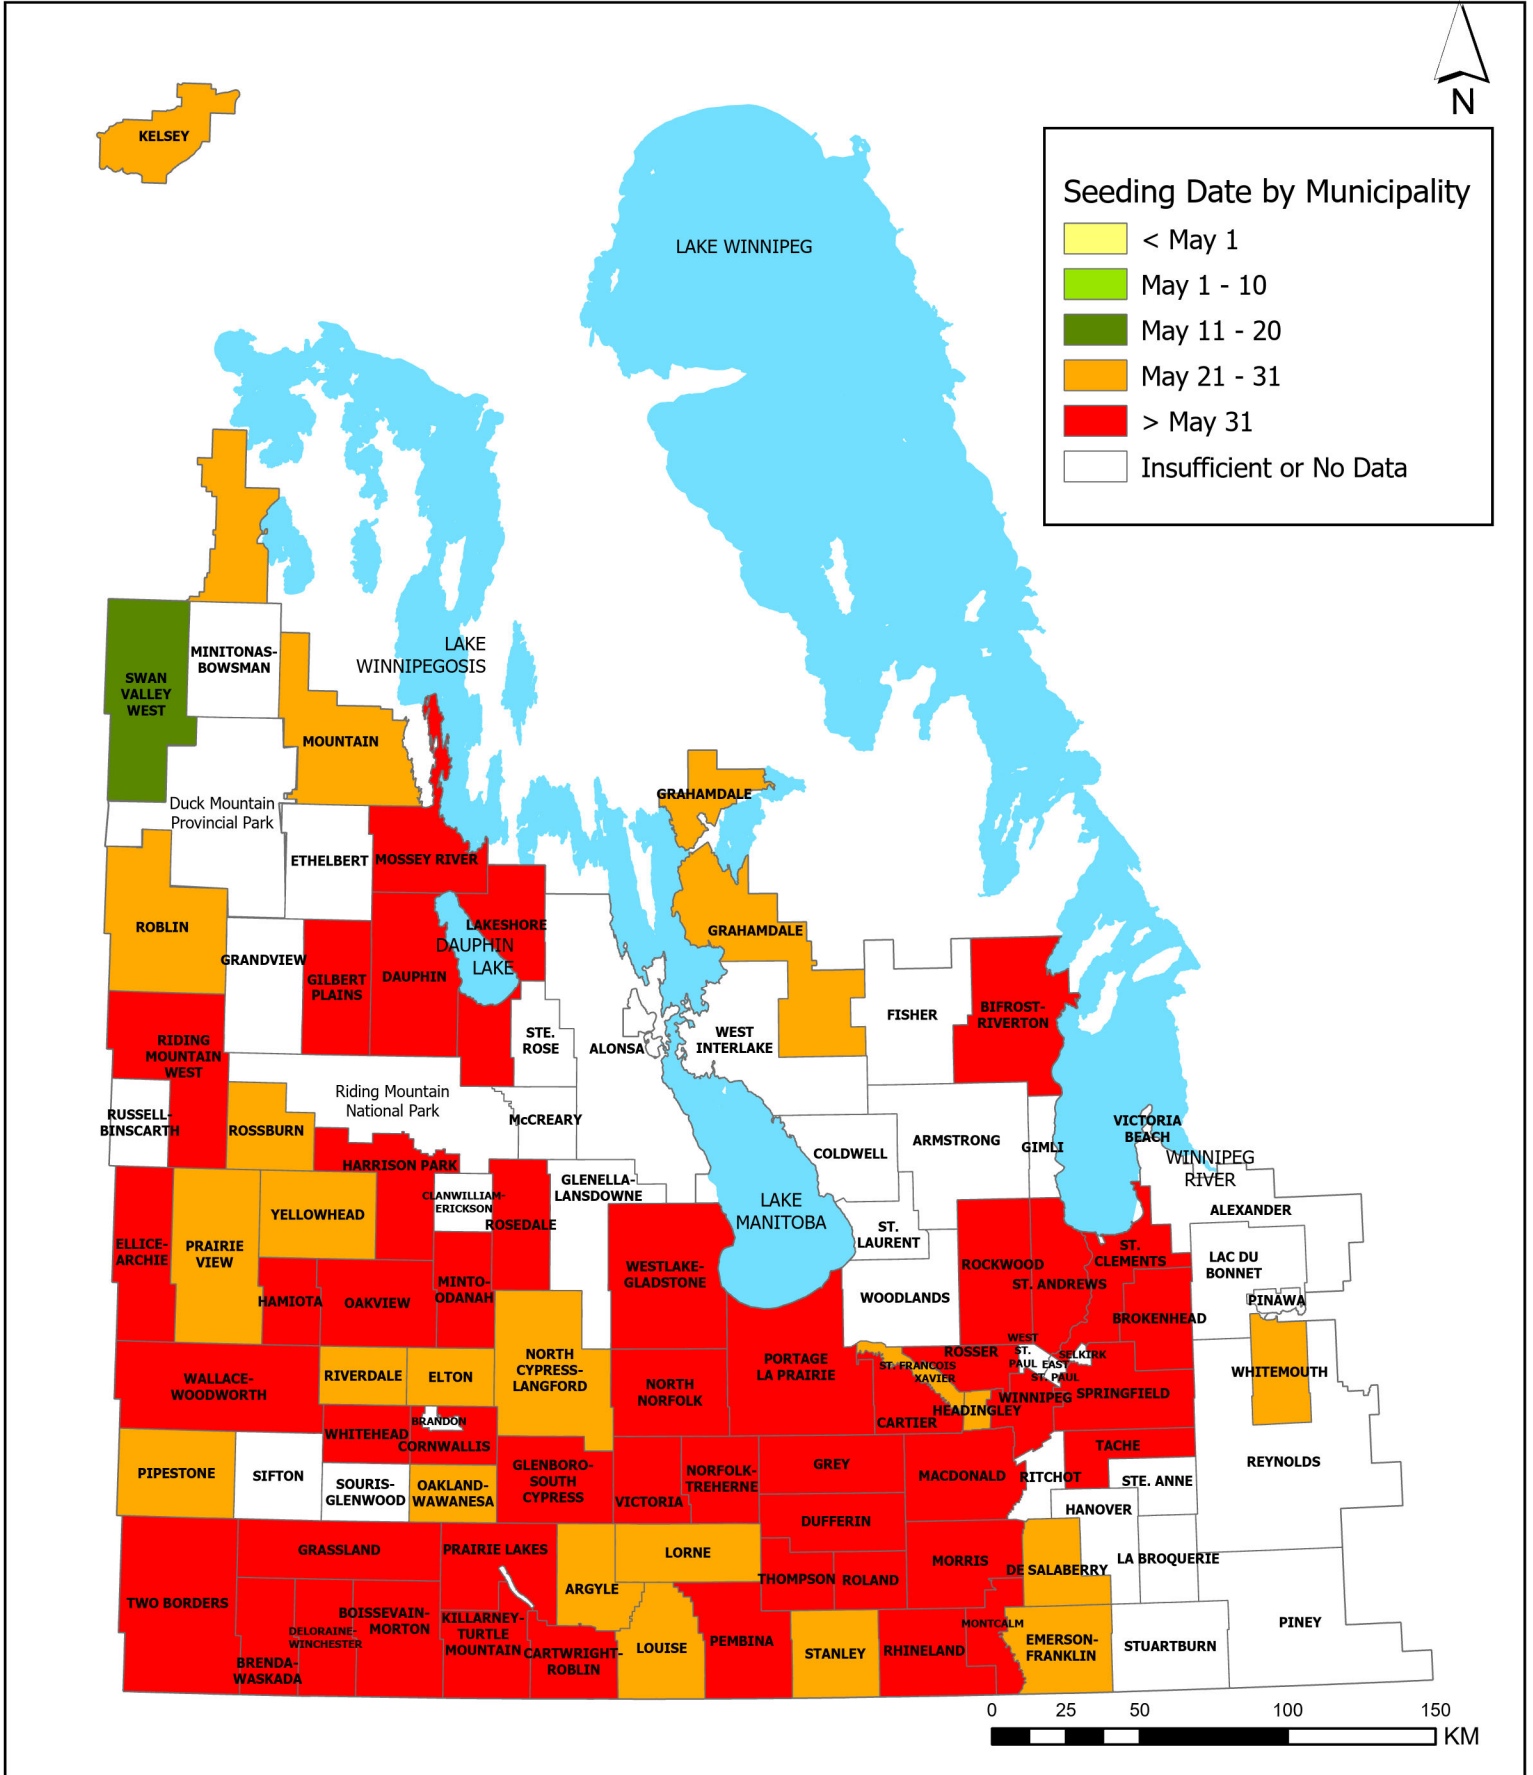 N
KELSEY
Seeding Date by Municipality
< May 1
May 1 - 10
May 11 - 20
May 21 - 31
> May 31
Insufficient or No Data
LAKE WINNIPEG
LAKE
WINNIPEGOSIS
MINITONAS-
BOWSMAN
SWAN
VALLEY
WEST
MOUNTAIN
GRAHAMDALE
Duck Mountain
Provincial Park
ETHELBERT
MOSSEY RIVER
ROBLIN
LAKESHORE
GRAHAMDALE
DAUPHIN
LAKE
GRANDVIEW
GILBERT
PLAINS
DAUPHIN
FISHER
BIFROST-
RIVERTON
STE.
ROSE
ALONSA
WEST
INTERLAKE
RIDING
MOUNTAIN
WEST
Riding Mountain
National Park
RUSSELL-
BINSCARTH
ROSSBURN
McCREARY
VICTORIA
BEACH
ARMSTRONG
GIMLI
COLDWELL
WINNIPEG
RIVER
HARRISON PARK
GLENELLA-
LANSDOWNE
CLANWILLIAM-
ERICKSON
ROSEDALE
LAKE
MANITOBA
ALEXANDER
YELLOWHEAD
ST.
LAURENT
ELLICE-
ARCHIE
PRAIRIE
VIEW
WESTLAKE-
GLADSTONE
ROCKWOOD
ST.
CLEMENTS
LAC DU
BONNET
ST. ANDREWS
MINTO-
ODANAH
HAMIOTA
OAKVIEW
WOODLANDS
PINAWA
BROKENHEAD
WEST
ST.
PAUL
EAST
ST. PAUL
SELKIRK
ROSSER
NORTH
CYPRESS-
LANGFORD
PORTAGE
LA PRAIRIE
ST. FRANCOIS
XAVIER
WHITEMOUTH
WALLACE-
WOODWORTH
RIVERDALE
ELTON
NORTH
NORFOLK
WINNIPEG
SPRINGFIELD
HEADINGLEY
CARTIER
BRANDON
WHITEHEAD
CORNWALLIS
TACHE
PIPESTONE
SIFTON
SOURIS-
GLENWOOD
OAKLAND-
WAWANESA
GLENBORO-
SOUTH
CYPRESS
VICTORIA
NORFOLK-
TREHERNE
GREY
MACDONALD
RITCHOT
STE. ANNE
REYNOLDS
HANOVER
DUFFERIN
GRASSLAND
PRAIRIE LAKES
LORNE
MORRIS
DE SALABERRY
LA BROQUERIE
TWO BORDERS
ARGYLE
THOMPSON
ROLAND
BOISSEVAIN-
MORTON
DELORAINE-
WINCHESTER
KILLARNEY-
TURTLE
MOUNTAIN
MONTCALM
PINEY
BRENDA-
WASKADA
CARTWRIGHT-
ROBLIN
LOUISE
PEMBINA
STANLEY
RHINELAND
EMERSON-
FRANKLIN
STUARTBURN
0 25 50 100 150
KM